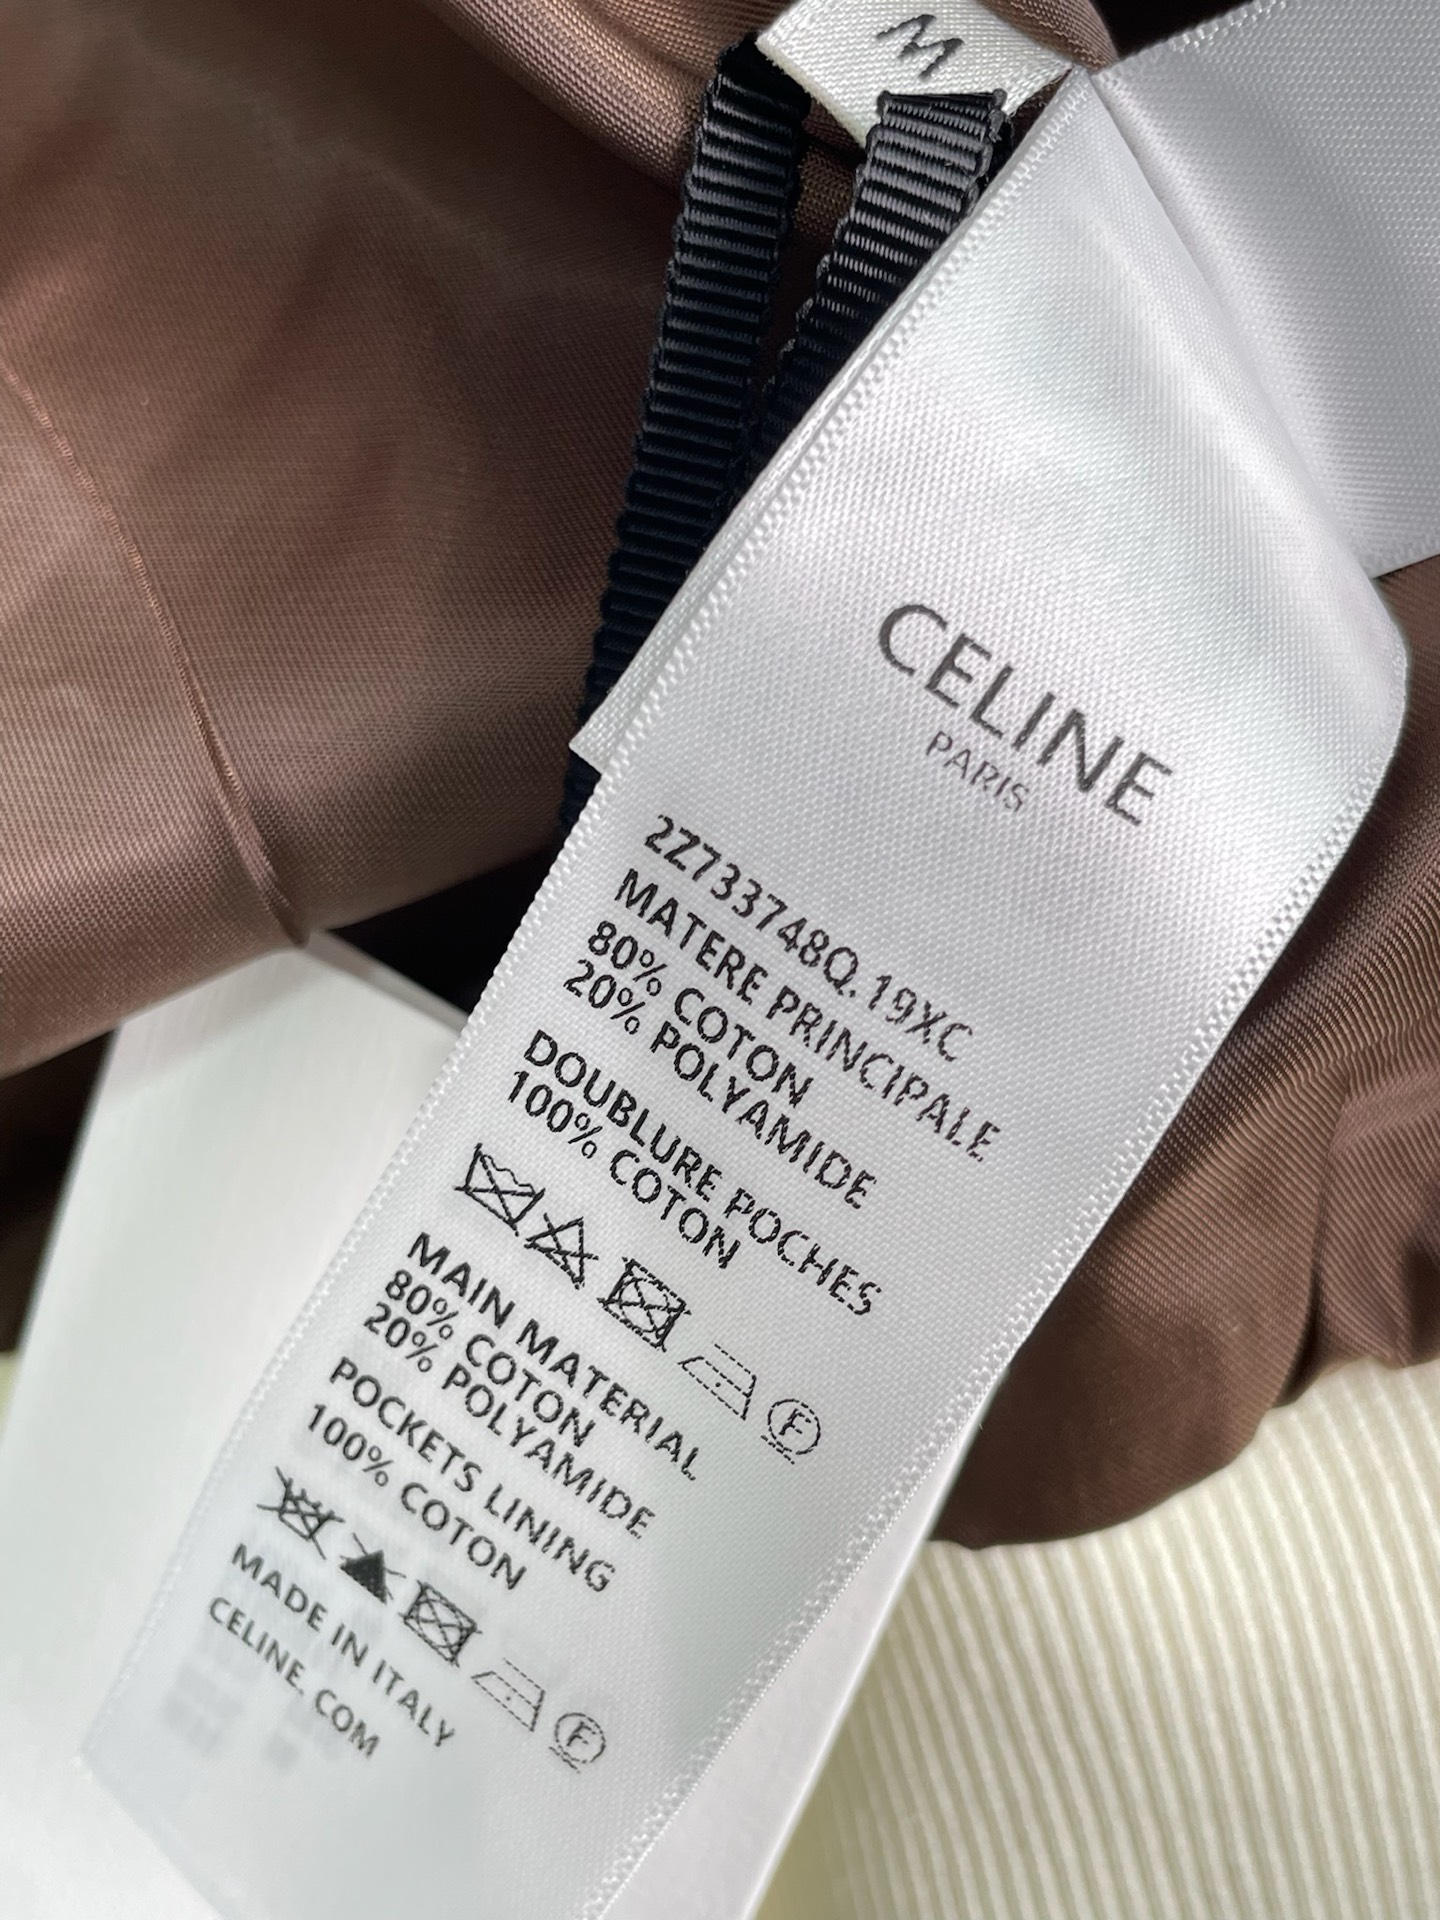 M
CELINE
PARIS
2Z733748Q.19XC
MATERE PRINCIPALE
80% COTON
20% POLYAMIDE
DOUBLURE POCHES
100% COTON
F
MAIN MATERIAL
80% COTON
20% POLYAMIDE
POCKETS LINING
100% COTON
F
MADE IN ITALY
CELINE.COM